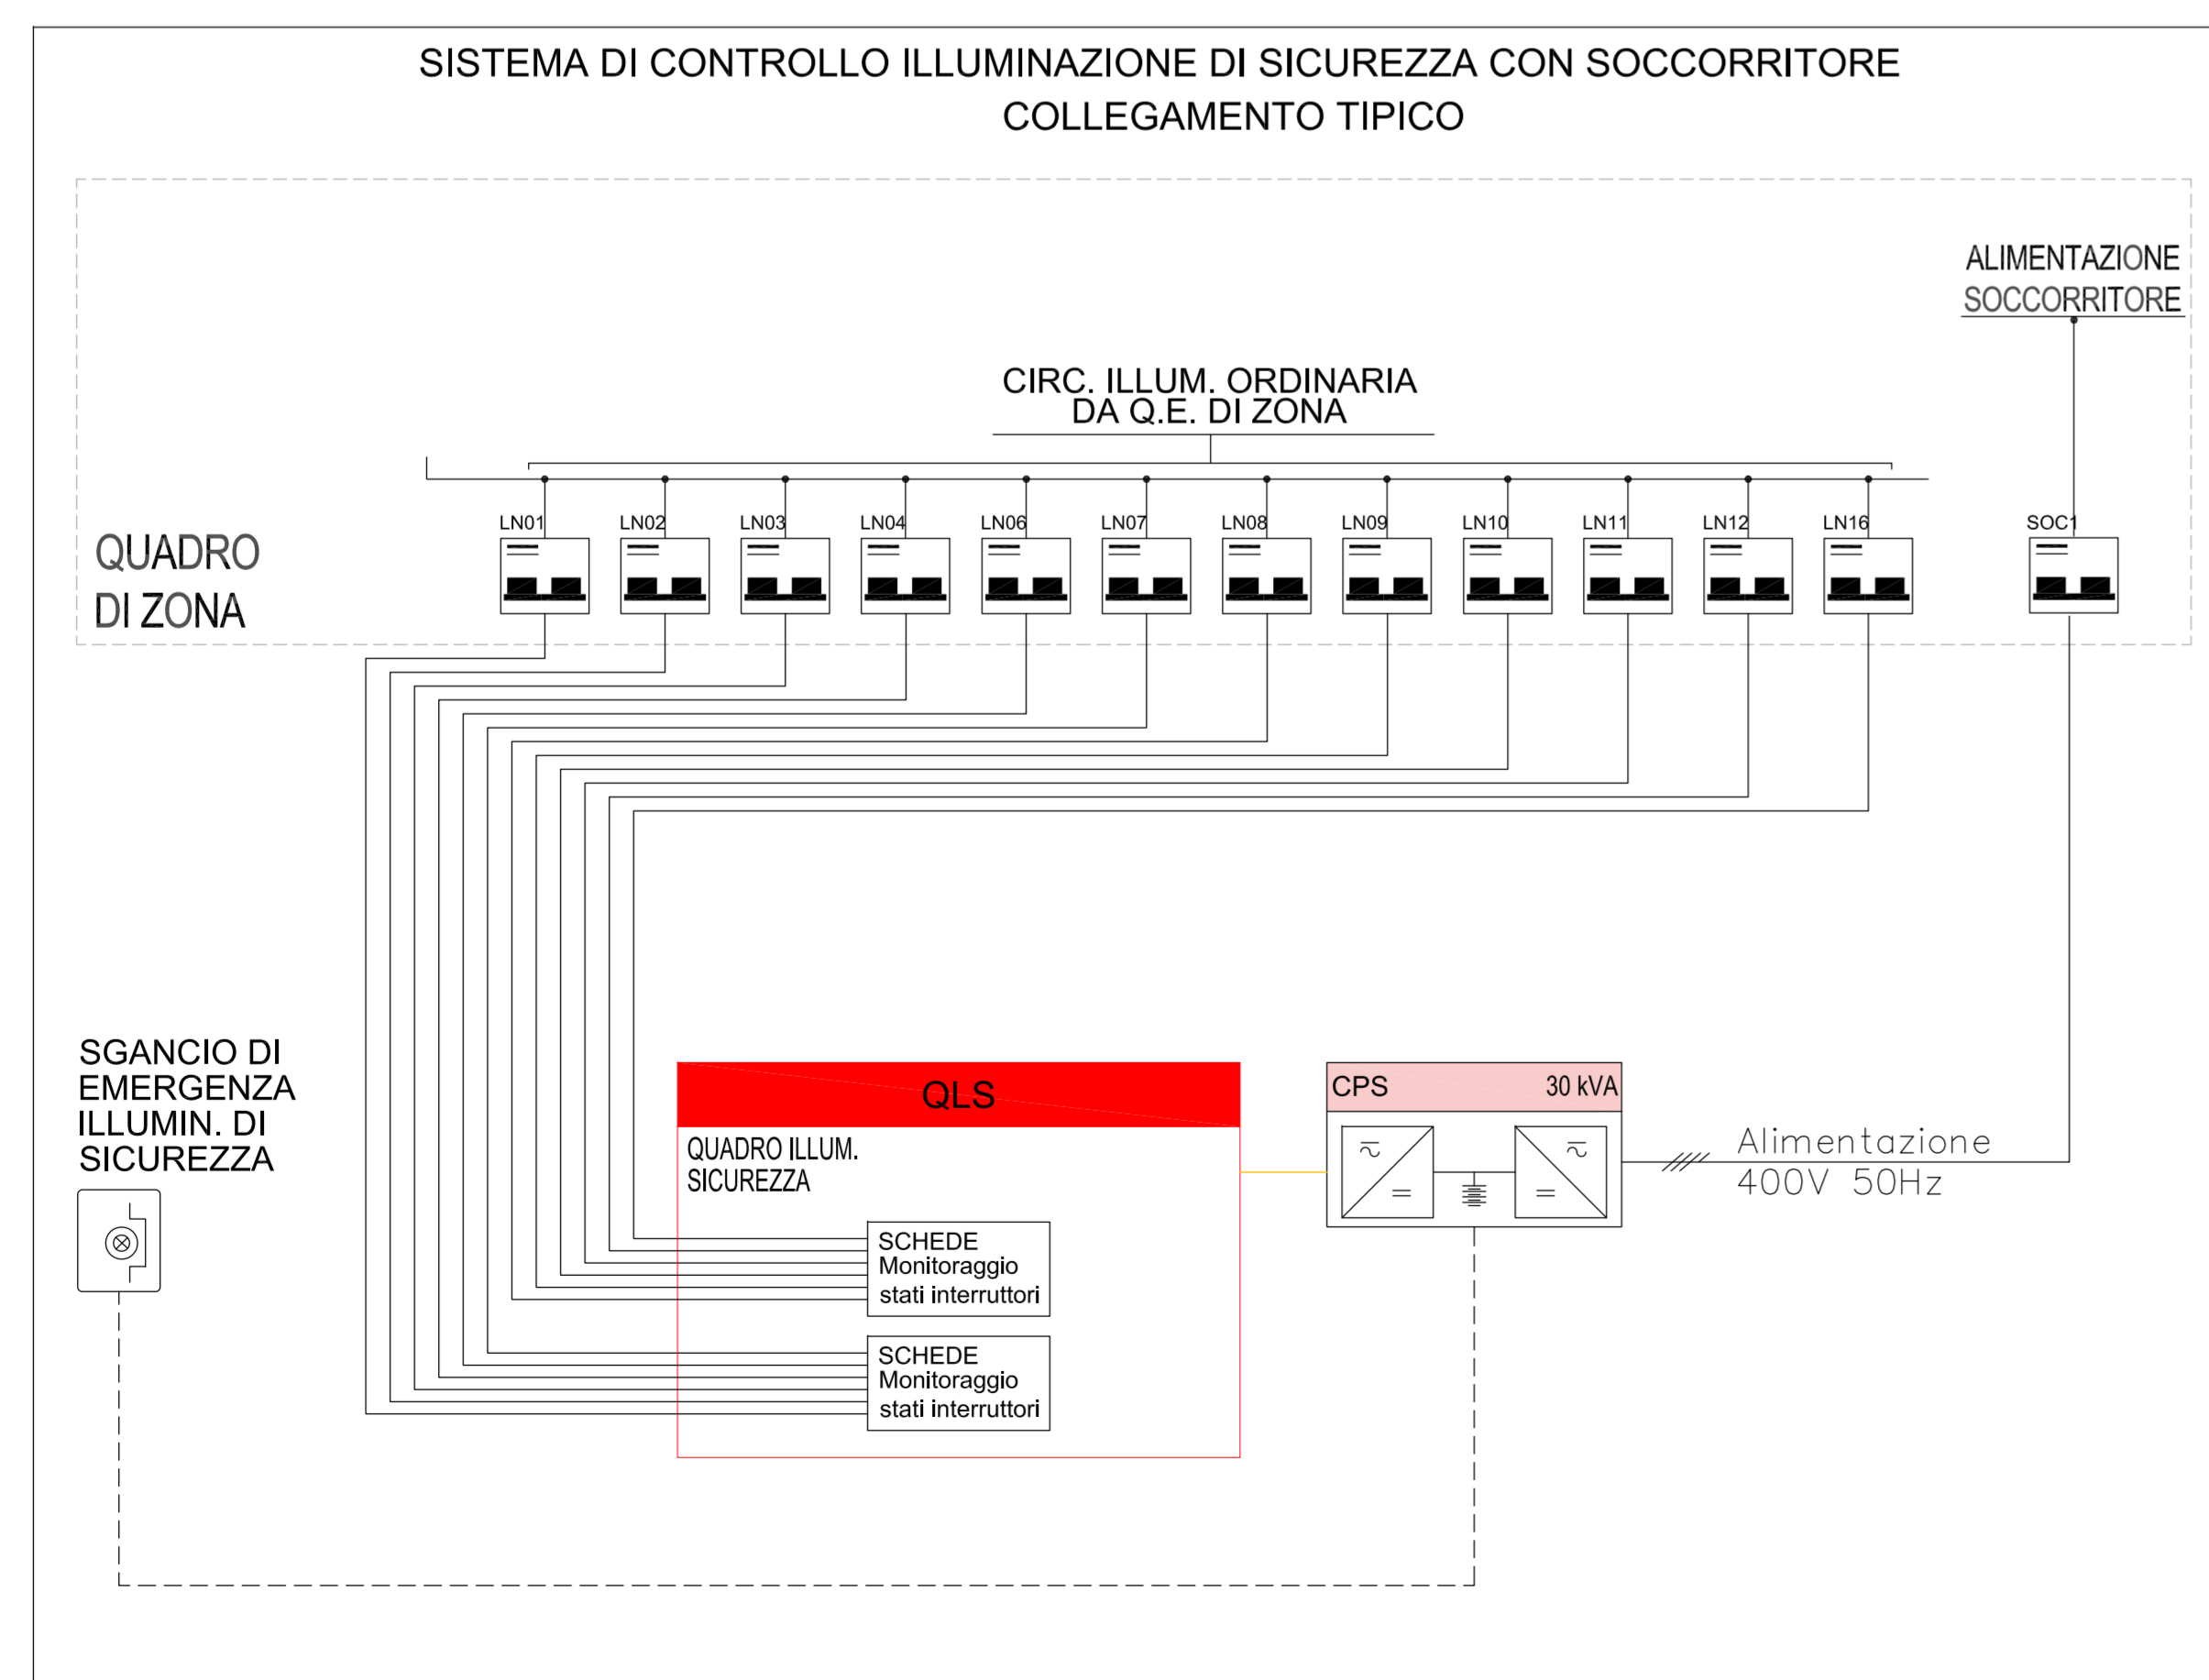 SISTEMA DI CONTROLLO ILLUMINAZIONE DI SICUREZZA CON SOCCORRITORE
COLLEGAMENTO TIPICO
ALIMENTAZIONE
SOCCORRITORE
CIRC. ILLUM. ORDINARIA
DA Q.E. DI ZONA
QUADRO
DI ZONA
LN01
LN02
LN03
LN04
LN06
LN07
LN08
LN09
LN10
LN11
LN12
LN16
SOC1
SGANCIO DI
EMERGENZA
ILLUMIN. DI
SICUREZZA
QLS
QUADRO ILLUM.
SICUREZZA
SCHEDE
Monitoraggio
stati interruttori
SCHEDE
Monitoraggio
stati interruttori
CPS 30 kVA
Alimentazione
400V 50Hz